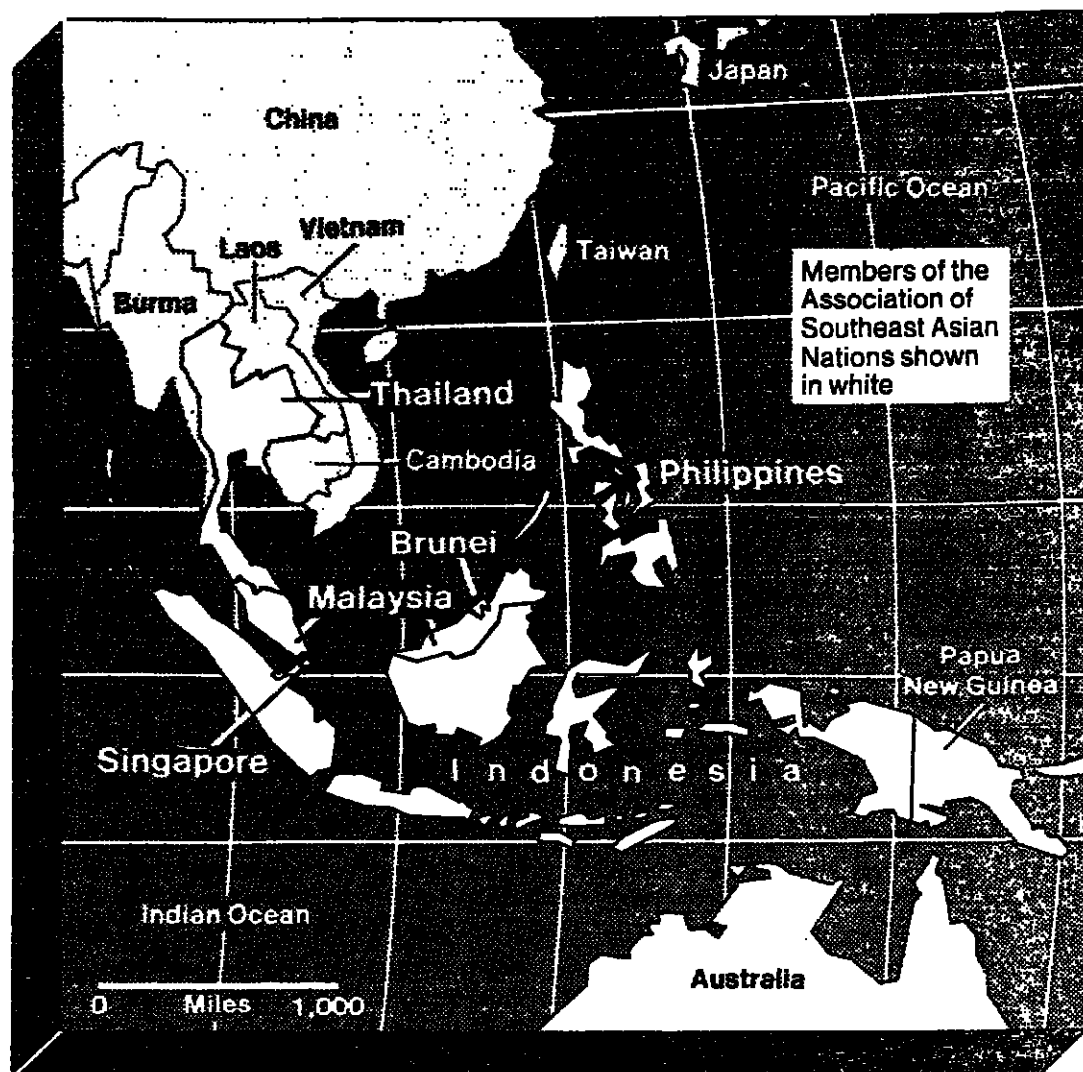 Japan
China
Pacific Ocean
Vietnam
Laos
Taiwan
Burma
Members of the
Association of
Southeast Asian
Nations shown
in white
Thailand
Cambodia
Philippines
Brunei
Malaysia
Papua
New Guinea
Singapore
Indonesia
Indian Ocean
Australia
0 Miles 1,000